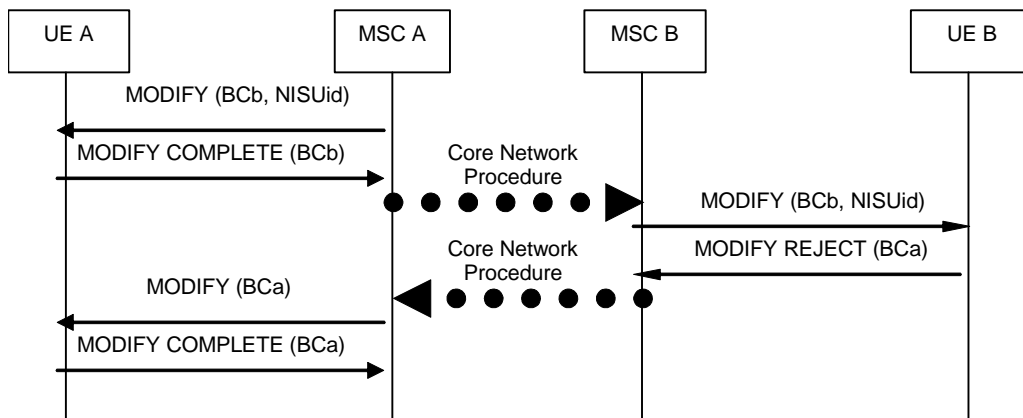 UE A
MSC A
MSC B
UE B
MODIFY (BCb, NISUid)
MODIFY COMPLETE (BCb)
Core Network
Procedure
MODIFY (BCb, NISUid)
MODIFY REJECT (BCa)
Core Network
Procedure
MODIFY (BCa)
MODIFY COMPLETE (BCa)